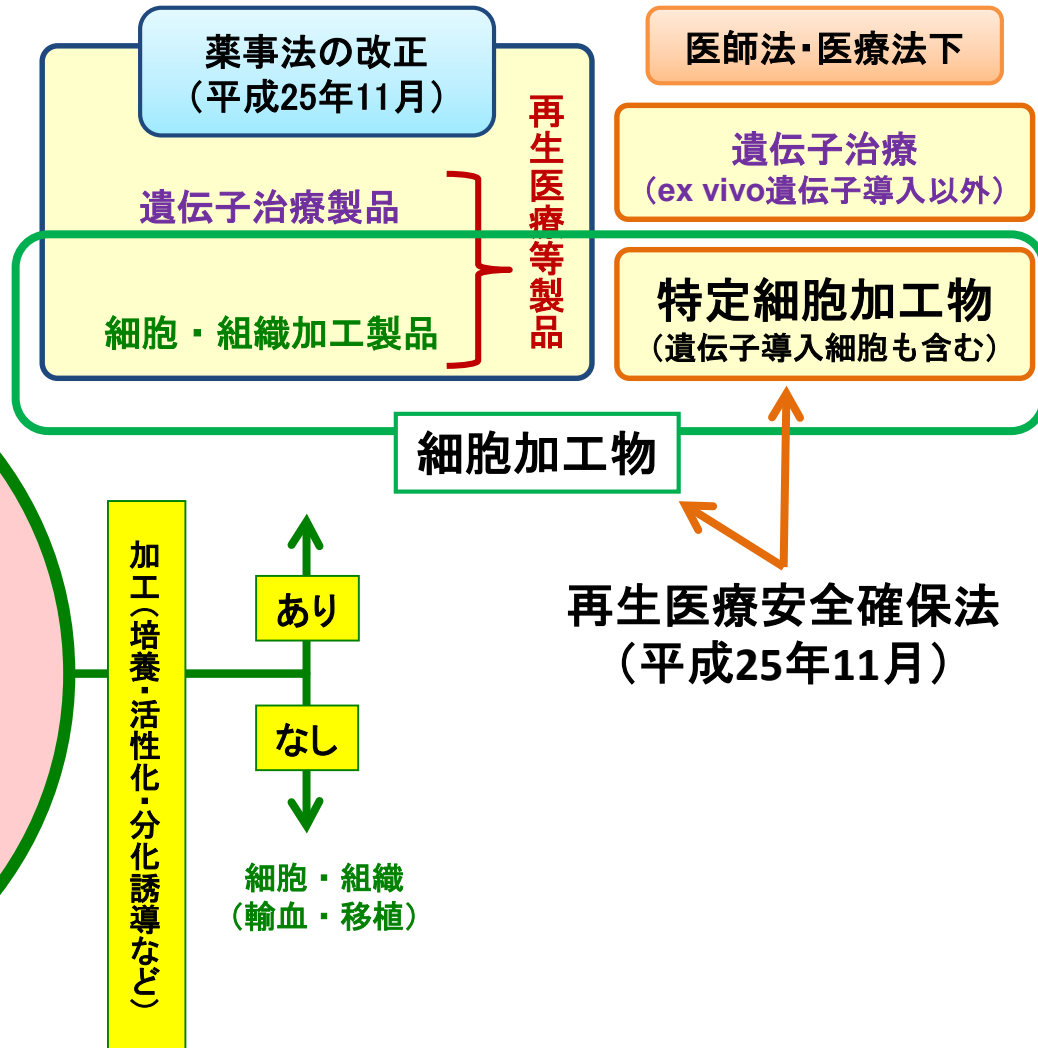 薬事法の改正
（平成25年11月）
医師法・医療法下
再生医療等製品
遺伝子治療製品
細胞・組織加工製品
遺伝子治療
（ex vivo遺伝子導入以外）
特定細胞加工物
（遺伝子導入細胞も含む）
細胞加工物
再生医療安全確保法
（平成25年11月）
加工（培養・活性化・分化誘導など）
あり
なし
細胞・組織
（輸血・移植）